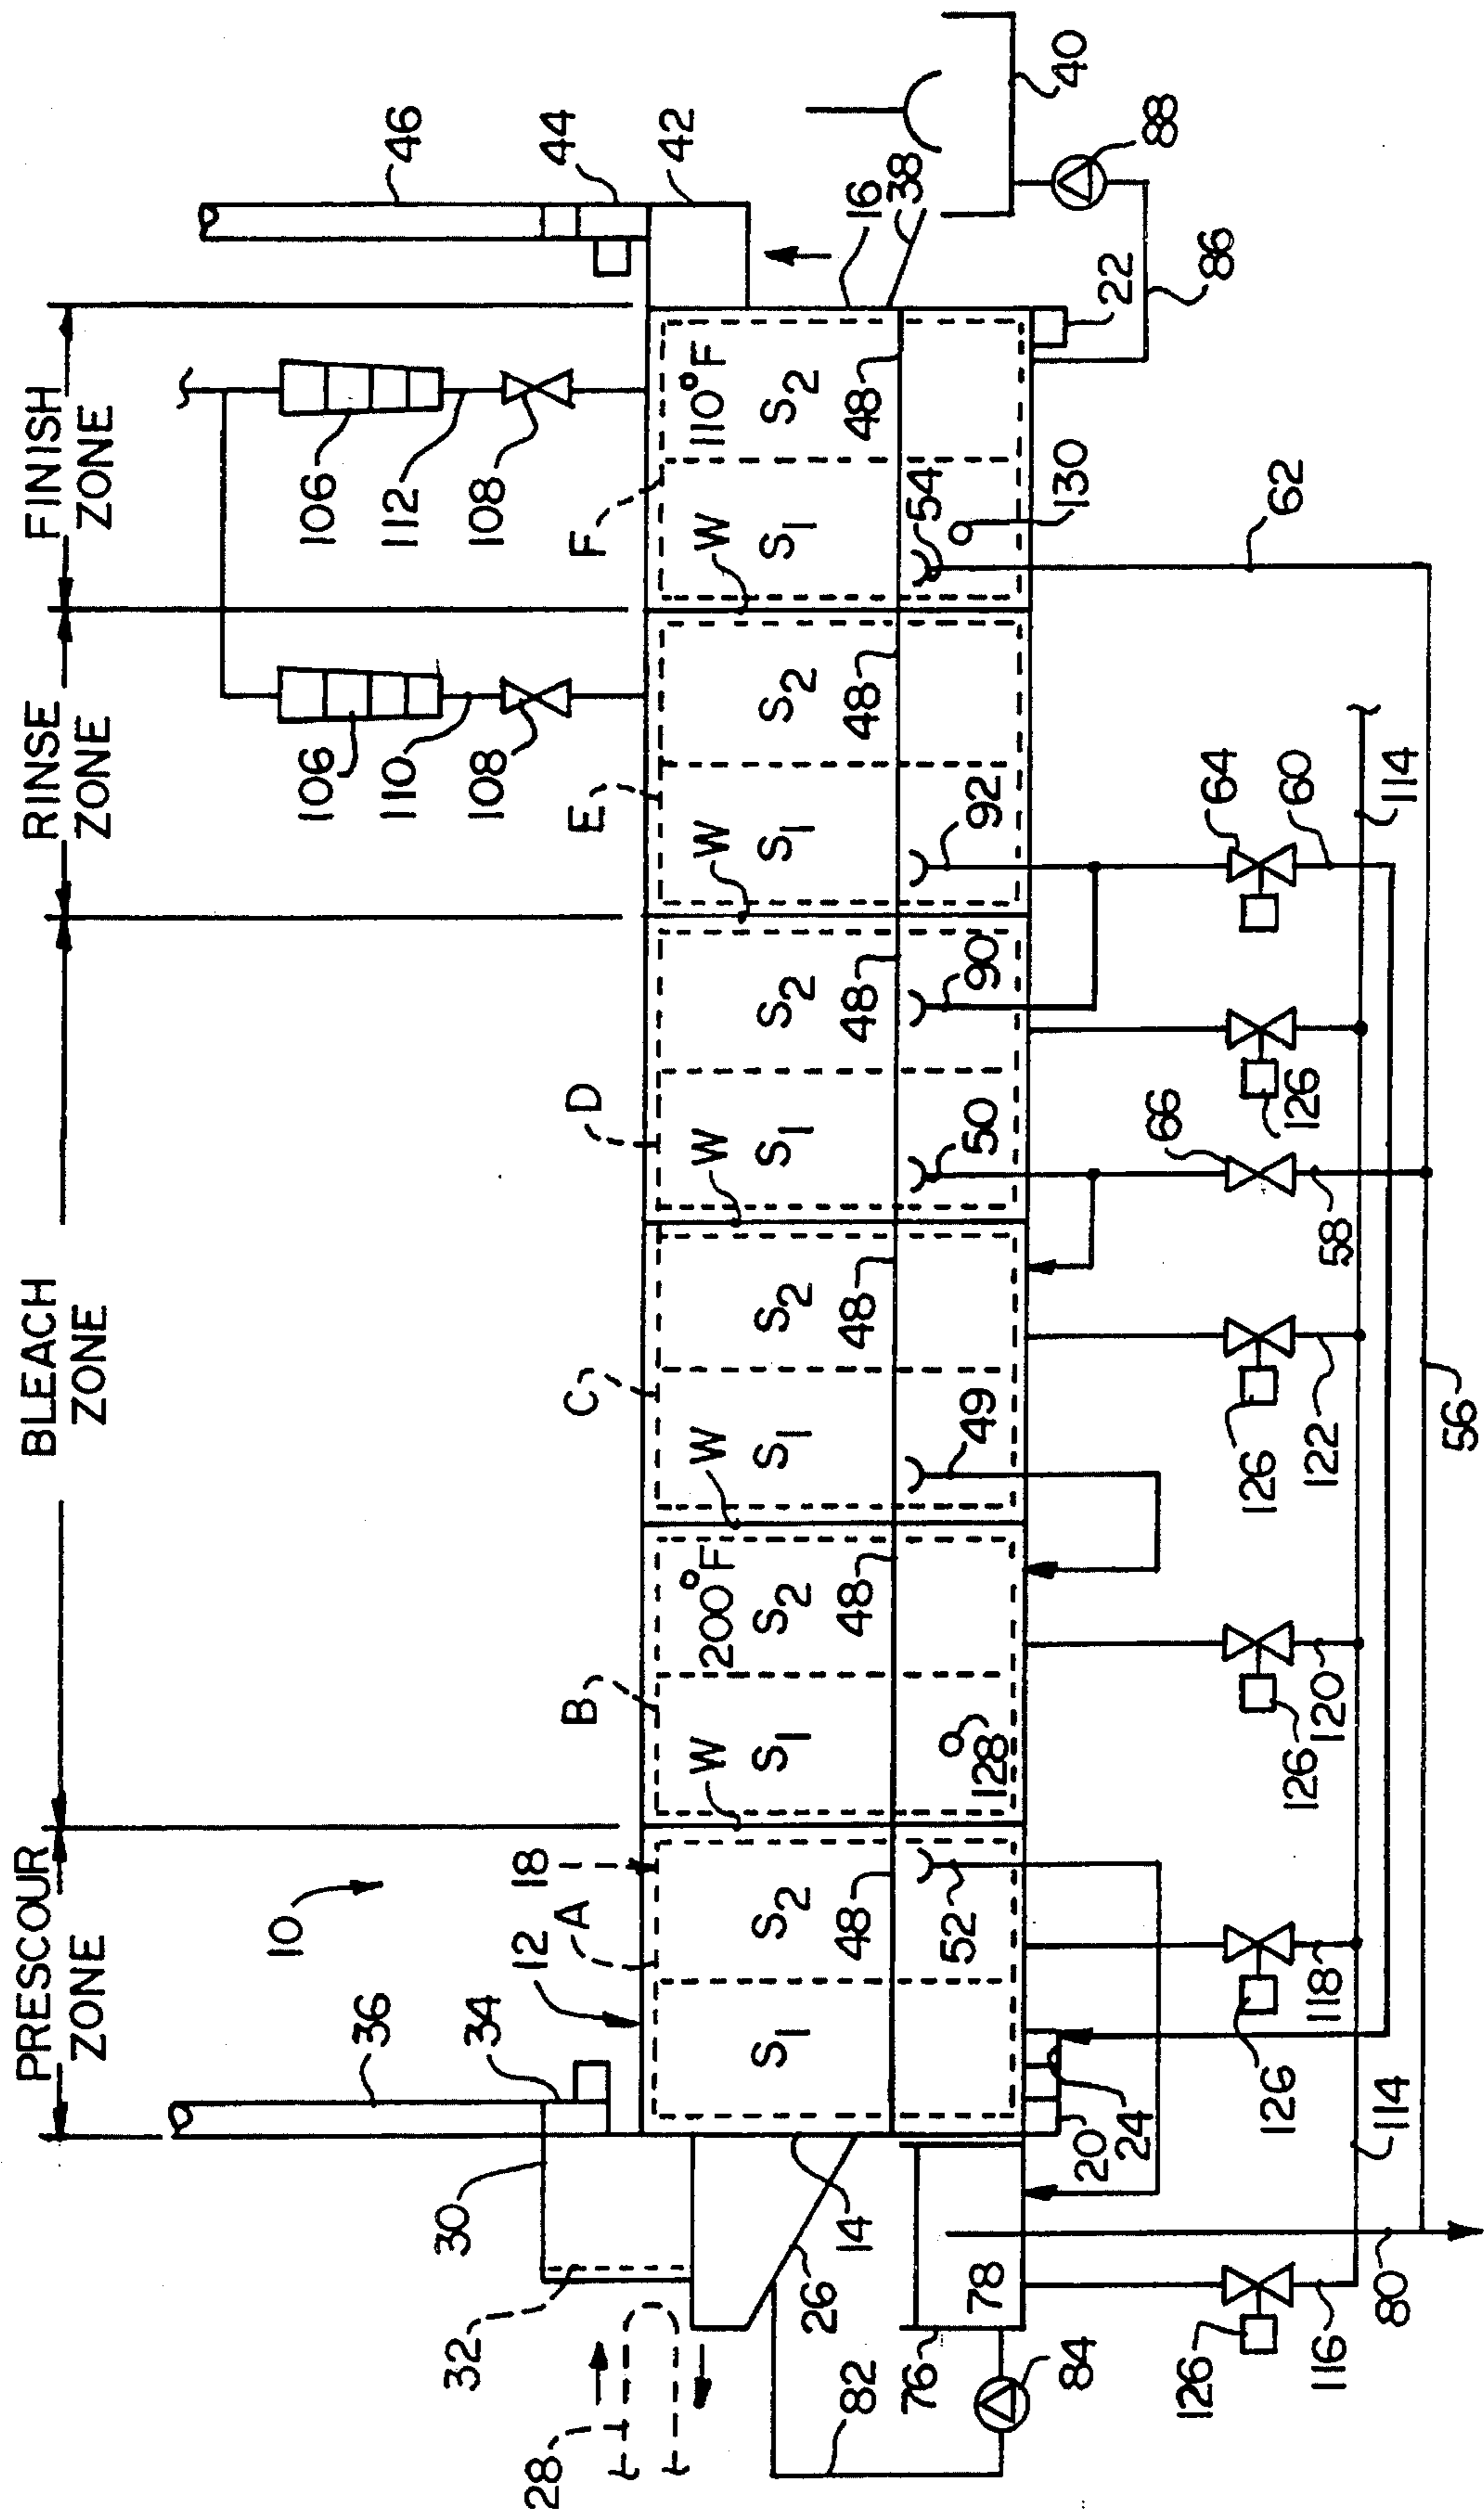 PRESCOUR
ZONE
BLEACH
ZONE
RINSE
ZONE
FINISH
ZONE
10
36
34
30
32
28
12
18
A
B
C
D
E
F
106
110
108
106
112
108
46
44
42
16
38
40
88
86
22
S1
S2
48
W
S1
200°F
S2
48
W
S1
S2
48
W
S1
S2
48
W
S1
S2
48
W
S1
110°F
S2
48
14
26
82
76
78
84
20
24
52
128
49
50
90
92
54
130
126
116
80
114
126
118
126
120
126
122
66
58
126
64
60
114
62
56